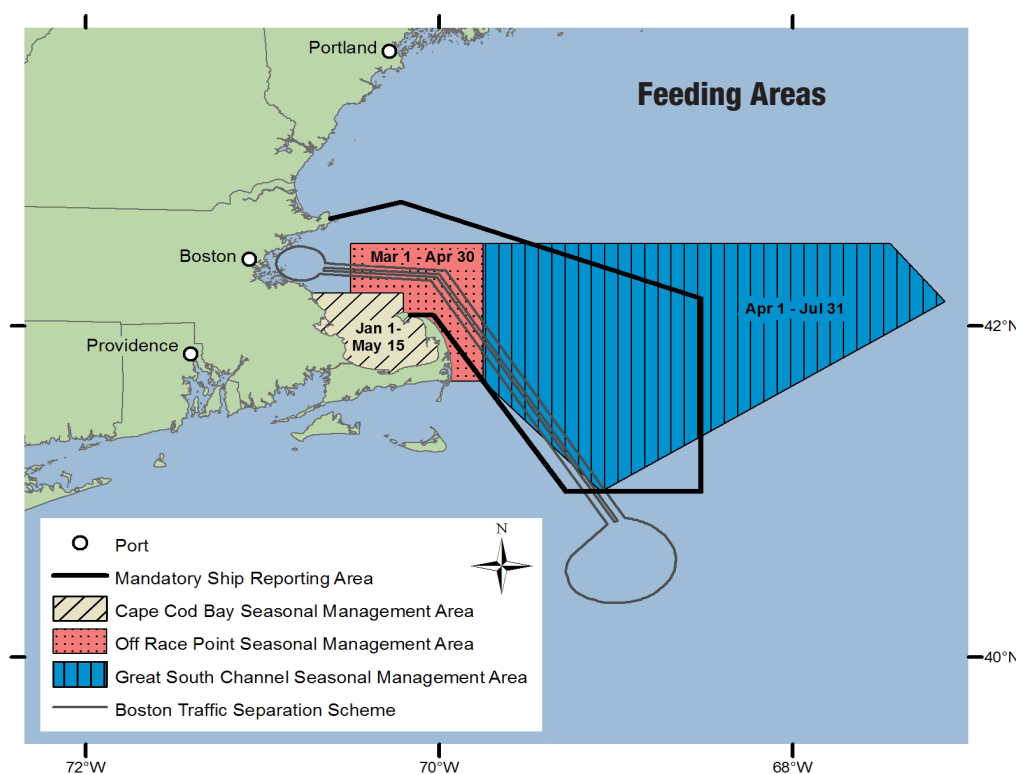 Portland
Feeding Areas
Boston
Mar 1 - Apr 30
Apr 1 - Jul 31
Jan 1-
May 15
42°N
Providence
N
Port
Mandatory Ship Reporting Area
Cape Cod Bay Seasonal Management Area
Off Race Point Seasonal Management Area
Great South Channel Seasonal Management Area
Boston Traffic Separation Scheme
40°N
72°W
70°W
68°W